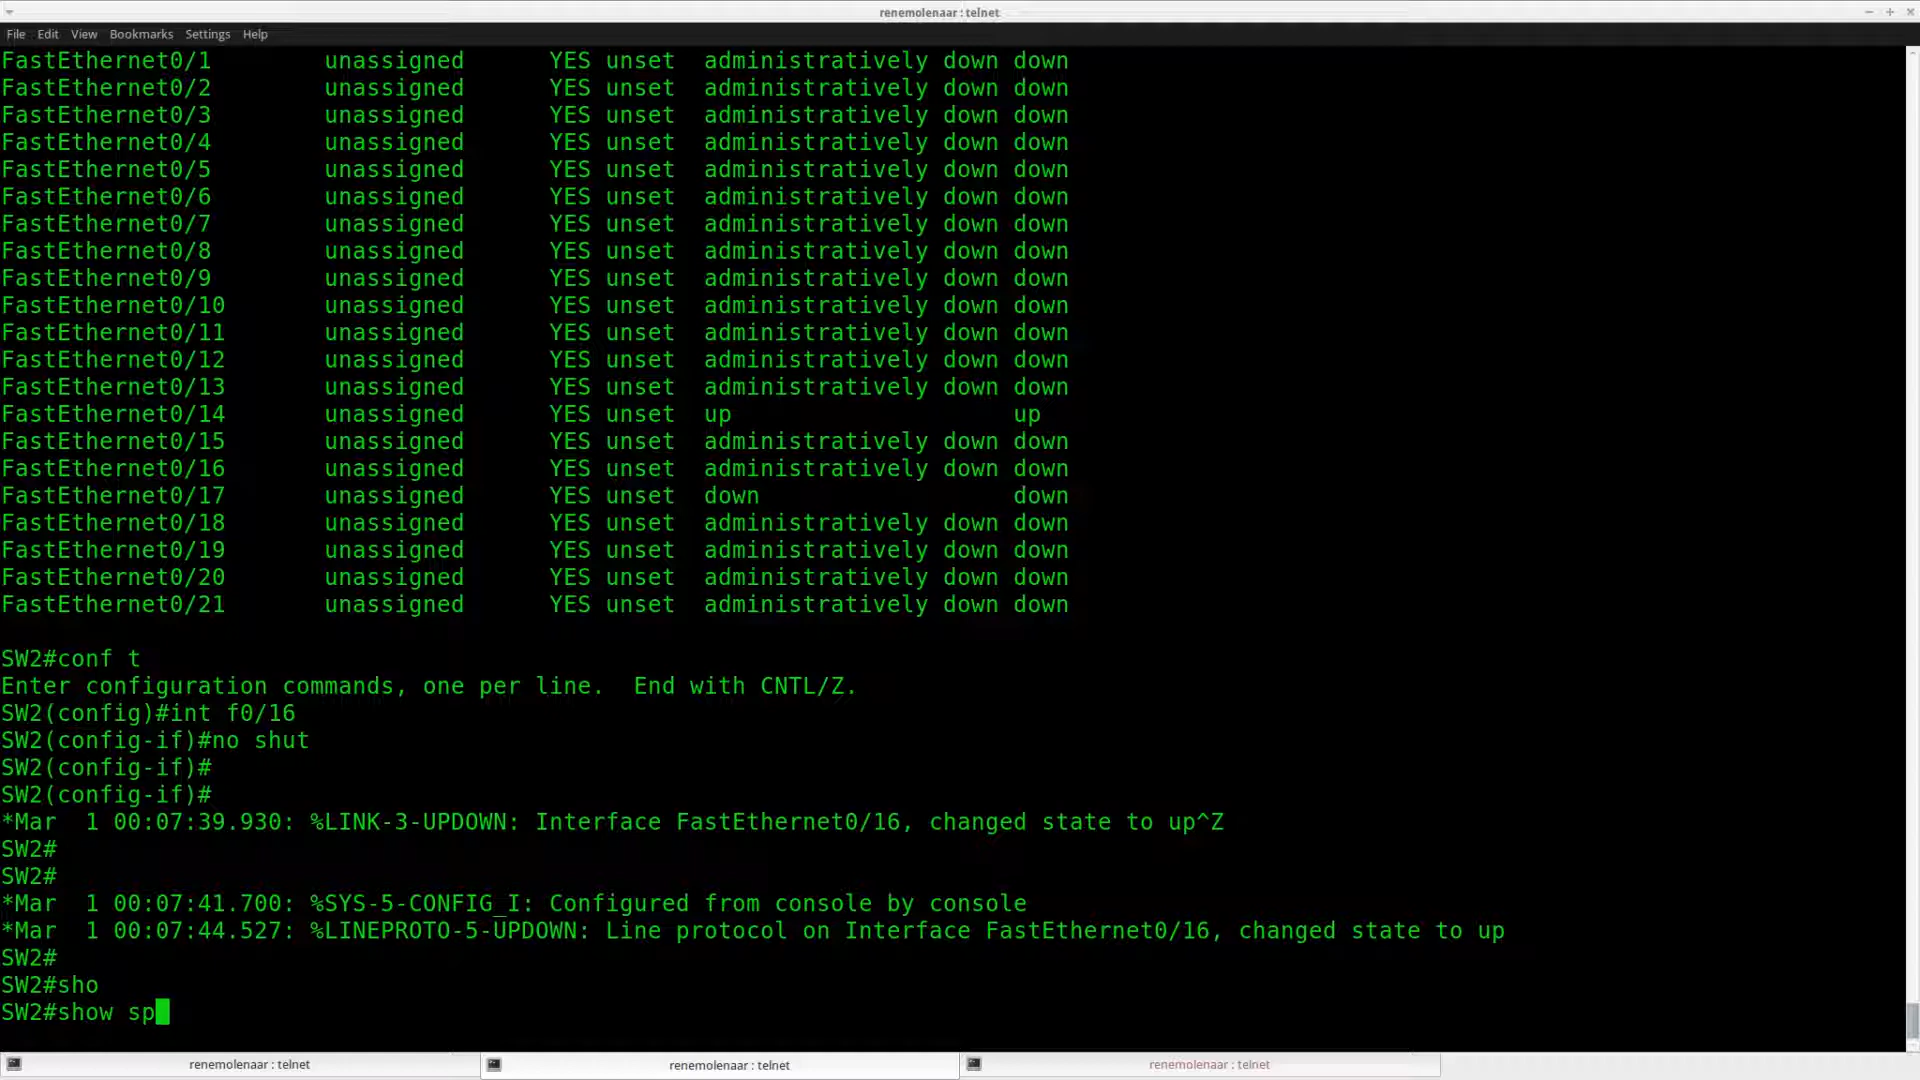 renemolenaar : telnet
File Edit View Bookmarks Settings Help
FastEthernet0/1 unassigned YES unset administratively down down
FastEthernet0/2 unassigned YES unset administratively down down
FastEthernet0/3 unassigned YES unset administratively down down
FastEthernet0/4 unassigned YES unset administratively down down
FastEthernet0/5 unassigned YES unset administratively down down
FastEthernet0/6 unassigned YES unset administratively down down
FastEthernet0/7 unassigned YES unset administratively down down
FastEthernet0/8 unassigned YES unset administratively down down
FastEthernet0/9 unassigned YES unset administratively down down
FastEthernet0/10 unassigned YES unset administratively down down
FastEthernet0/11 unassigned YES unset administratively down down
FastEthernet0/12 unassigned YES unset administratively down down
FastEthernet0/13 unassigned YES unset administratively down down
FastEthernet0/14 unassigned YES unset up up
FastEthernet0/15 unassigned YES unset administratively down down
FastEthernet0/16 unassigned YES unset administratively down down
FastEthernet0/17 unassigned YES unset down down
FastEthernet0/18 unassigned YES unset administratively down down
FastEthernet0/19 unassigned YES unset administratively down down
FastEthernet0/20 unassigned YES unset administratively down down
FastEthernet0/21 unassigned YES unset administratively down down
SW2#conf t
Enter configuration commands, one per line.  End with CNTL/Z.
SW2(config)#int f0/16
SW2(config-if)#no shut
SW2(config-if)#
SW2(config-if)#
*Mar  1 00:07:39.930: %LINK-3-UPDOWN: Interface FastEthernet0/16, changed state to up^Z
SW2#
SW2#
*Mar  1 00:07:41.700: %SYS-5-CONFIG_I: Configured from console by console
*Mar  1 00:07:44.527: %LINEPROTO-5-UPDOWN: Line protocol on Interface FastEthernet0/16, changed state to up
SW2#
SW2#sho
SW2#show sp
renemolenaar : telnet renemolenaar : telnet renemolenaar : telnet